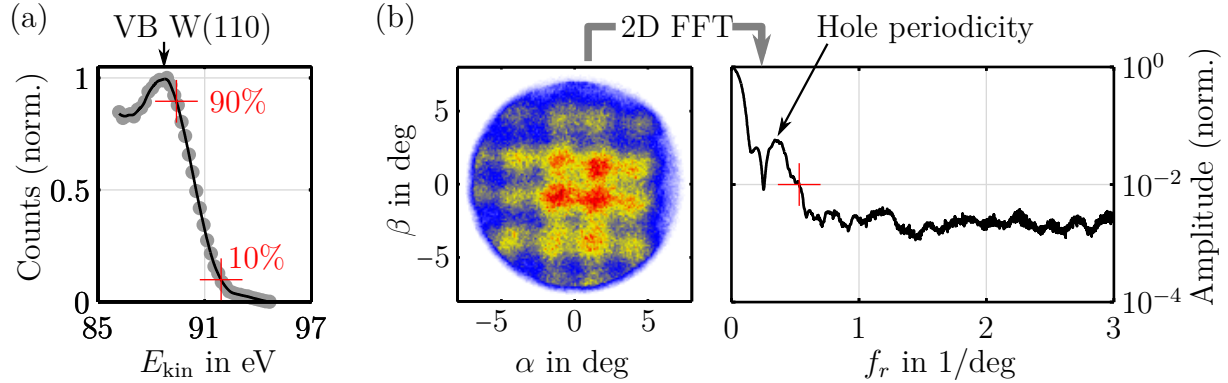 (a)
VB W(110)
Counts (norm.)
1
0.5
0
90%
10%
85 91 97
E_kin in eV
(b)
2D FFT
Hole periodicity
β in deg
5
0
−5
−5 0 5
α in deg
10^0
10^−2
10^−4
Amplitude (norm.)
0 1 2 3
f_r in 1/deg